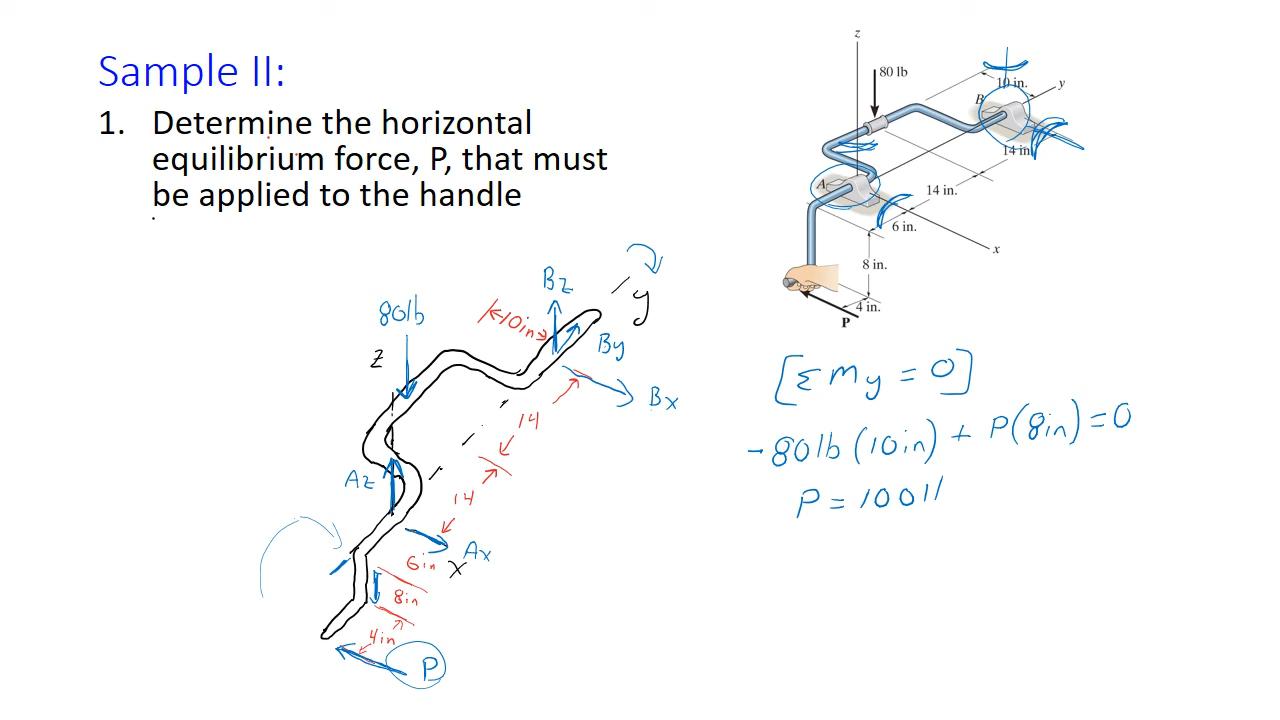 Sample II:
1. Determine the horizontal
equilibrium force, P, that must
be applied to the handle
z
80 lb
10 in.
y
B
14 in.
A
14 in.
6 in.
x
8 in.
4 in.
P
80lb
z
10in
Bz
y
By
Bx
14
Az
14
Ax
6in
x
8in
4in
P
[Σmy = 0]
-80lb (10in) + P(8in) = 0
P = 100